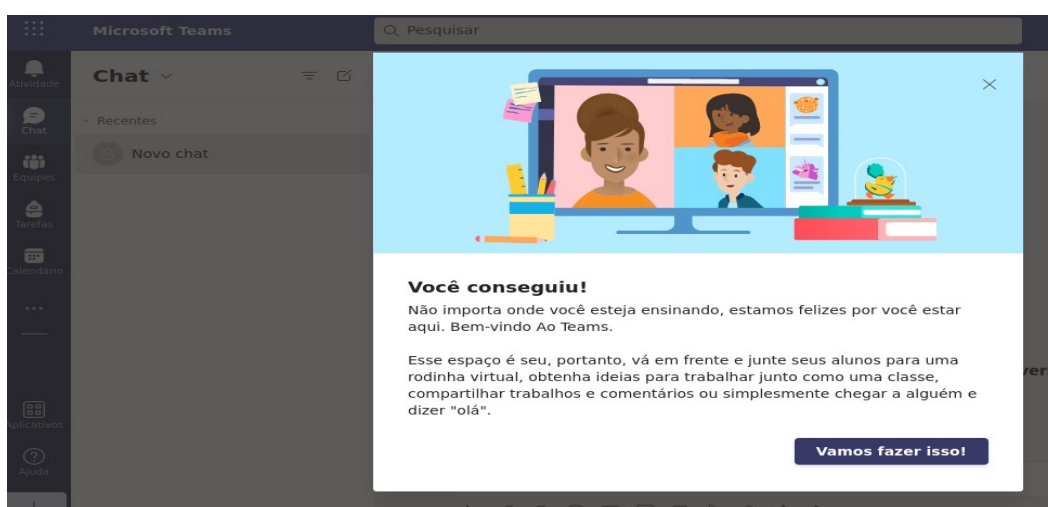 Microsoft Teams
Pesquisar
Atividade
Chat
Equipes
Tarefas
Calendário
Aplicativos
Ajuda
Chat
Recentes
Novo chat
Você conseguiu!
Não importa onde você esteja ensinando, estamos felizes por você estar
aqui. Bem-vindo Ao Teams.
Esse espaço é seu, portanto, vá em frente e junte seus alunos para uma
rodinha virtual, obtenha ideias para trabalhar junto como uma classe,
compartilhar trabalhos e comentários ou simplesmente chegar a alguém e
dizer "olá".
Vamos fazer isso!